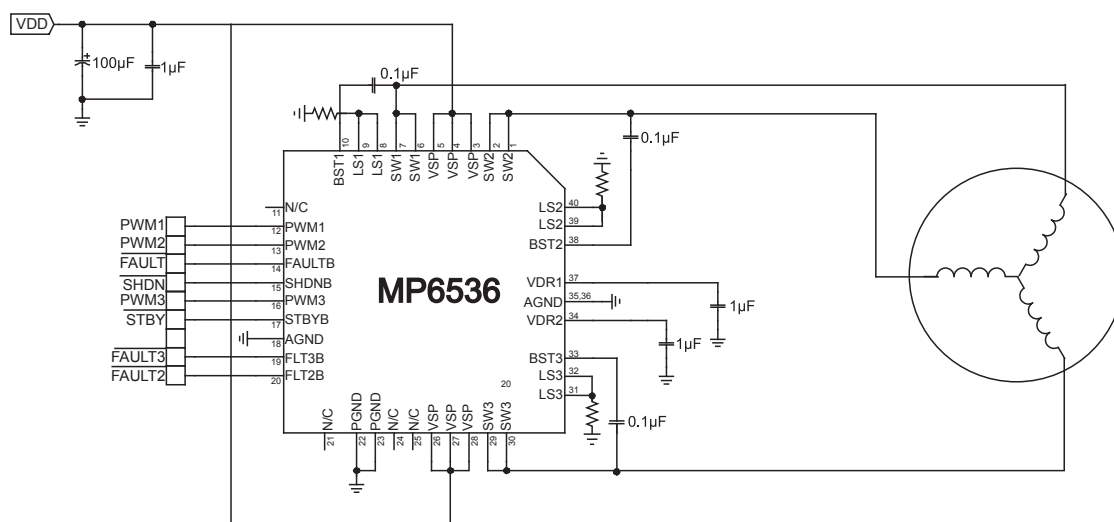 VDD
100µF
1µF
0.1µF
0.1µF
10 9 8 7 6 5 4 3 2 1
BST1 LS1 LS1 SW1 SW1 VSP VSP VSP SW2 SW2
11 N/C
PWM1 12 PWM1
PWM2 13 PWM2
FAULT 14 FAULTB
SHDN 15 SHDNB
PWM3 16 PWM3
STBY 17 STBYB
18 AGND
FAULT3 19 FLT3B
FAULT2 20 FLT2B
MP6536
LS2 40
LS2 39
BST2 38
VDR1 37
1µF
AGND 35,36
VDR2 34
1µF
BST3 33
LS3 32
20
LS3 31
0.1µF
N/C PGND PGND N/C N/C VSP VSP VSP SW3 SW3
21 22 23 24 25 26 27 28 29 30